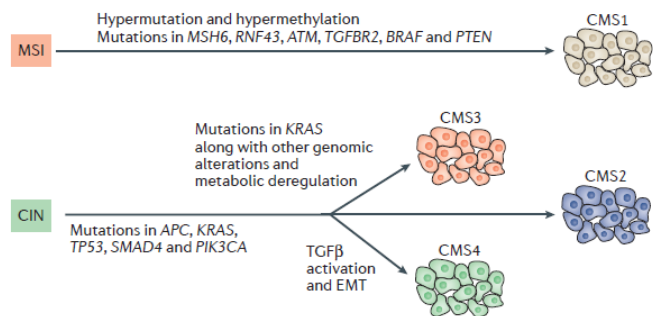 Hypermutation and hypermethylation
Mutations in MSH6, RNF43, ATM, TGFBR2, BRAF and PTEN
CMS1
MSI
CMS3
Mutations in KRAS
along with other genomic
alterations and
metabolic deregulation
CMS2
CIN
Mutations in APC, KRAS,
TP53, SMAD4 and PIK3CA
CMS4
TGFβ
activation
and EMT